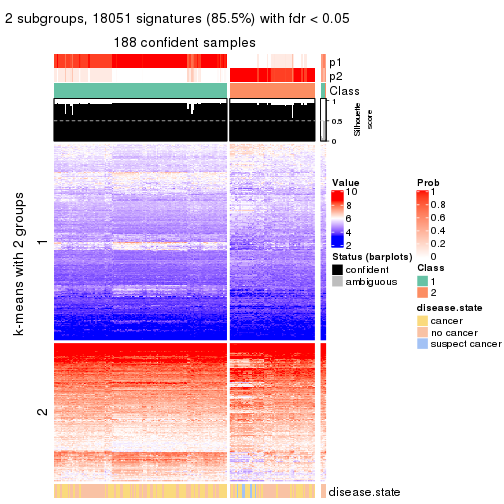 2 subgroups, 18051 signatures (85.5%) with fdr < 0.05
188 confident samples
p1
p2
Class
1
0.5
0
Silhouette
score
k-means with 2 groups
1
2
Value
10
8
6
4
2
Status (barplots)
confident
ambiguous
Prob
1
0.8
0.6
0.4
0.2
0
Class
1
2
disease.state
cancer
no cancer
suspect cancer
disease.state